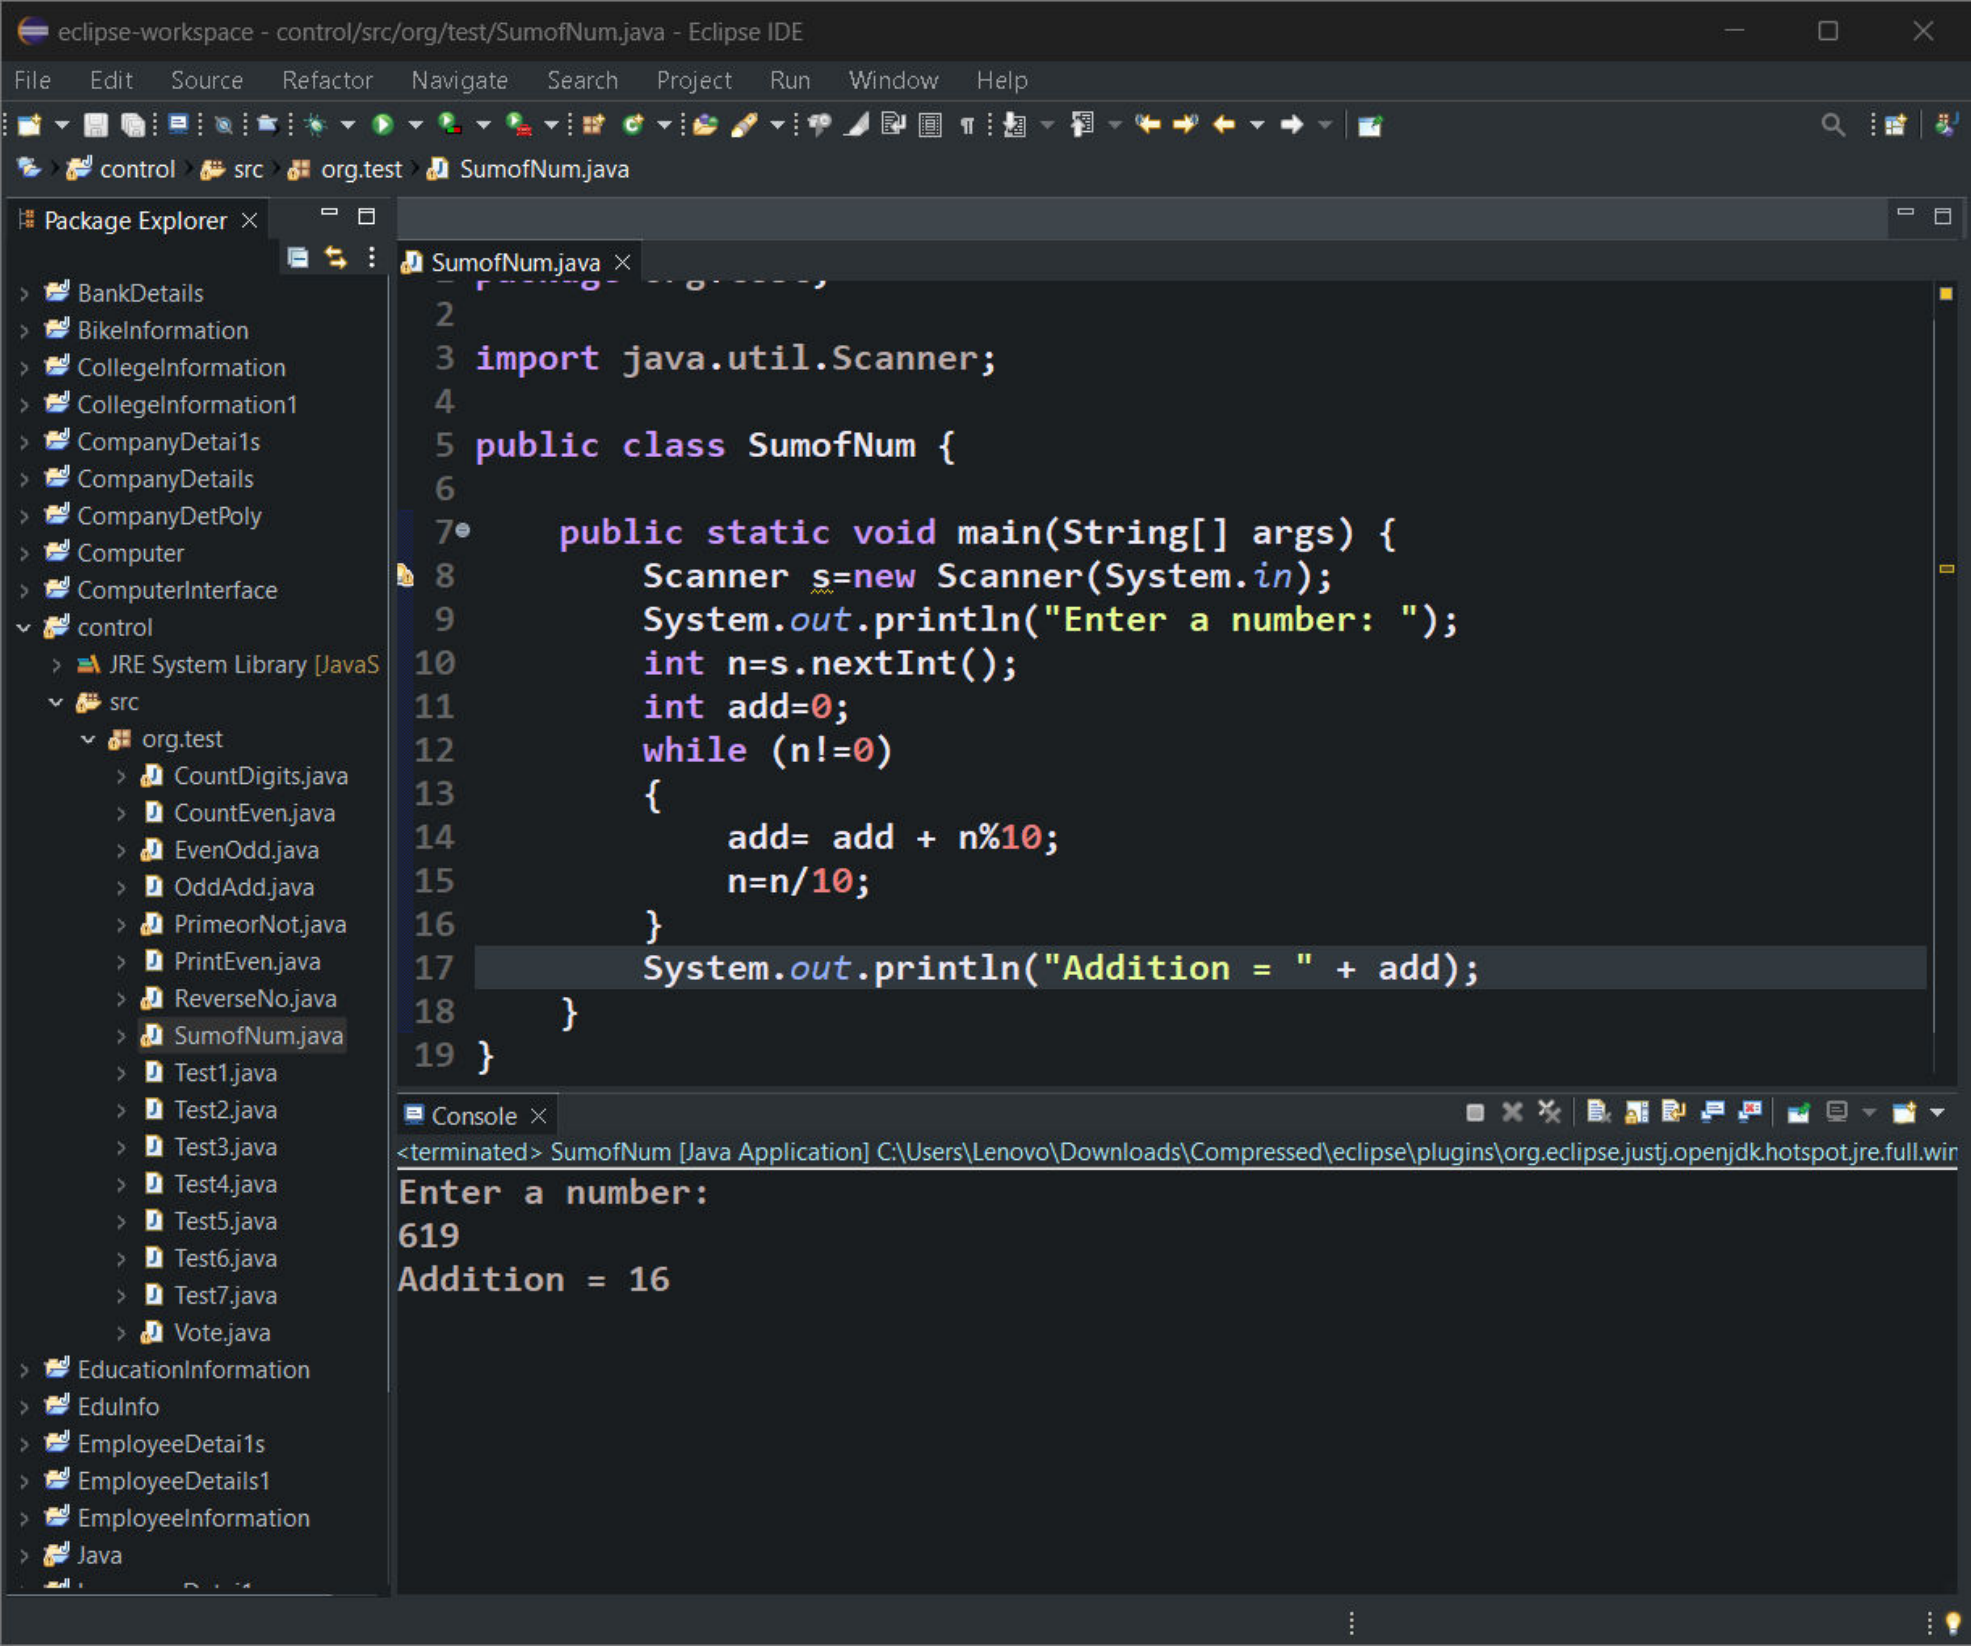 eclipse-workspace - control/src/org/test/SumofNum.java - Eclipse IDE
File Edit Source Refactor Navigate Search Project Run Window Help
control src org.test SumofNum.java
Package Explorer
BankDetails
BikeInformation
CollegeInformation
CollegeInformation1
CompanyDetai1s
CompanyDetails
CompanyDetPoly
Computer
ComputerInterface
control
JRE System Library [JavaS
src
org.test
CountDigits.java
CountEven.java
EvenOdd.java
OddAdd.java
PrimeorNot.java
PrintEven.java
ReverseNo.java
SumofNum.java
Test1.java
Test2.java
Test3.java
Test4.java
Test5.java
Test6.java
Test7.java
Vote.java
EducationInformation
EduInfo
EmployeeDetai1s
EmployeeDetails1
EmployeeInformation
Java
SumofNum.java
2
3 import java.util.Scanner;
4
5 public class SumofNum {
6
7 public static void main(String[] args) {
8 Scanner s=new Scanner(System.in);
9 System.out.println("Enter a number: ");
10 int n=s.nextInt();
11 int add=0;
12 while (n!=0)
13 {
14 add= add + n%10;
15 n=n/10;
16 }
17 System.out.println("Addition = " + add);
18 }
19 }
Console
<terminated> SumofNum [Java Application] C:\Users\Lenovo\Downloads\Compressed\eclipse\plugins\org.eclipse.justj.openjdk.hotspot.jre.full.win
Enter a number:
619
Addition = 16